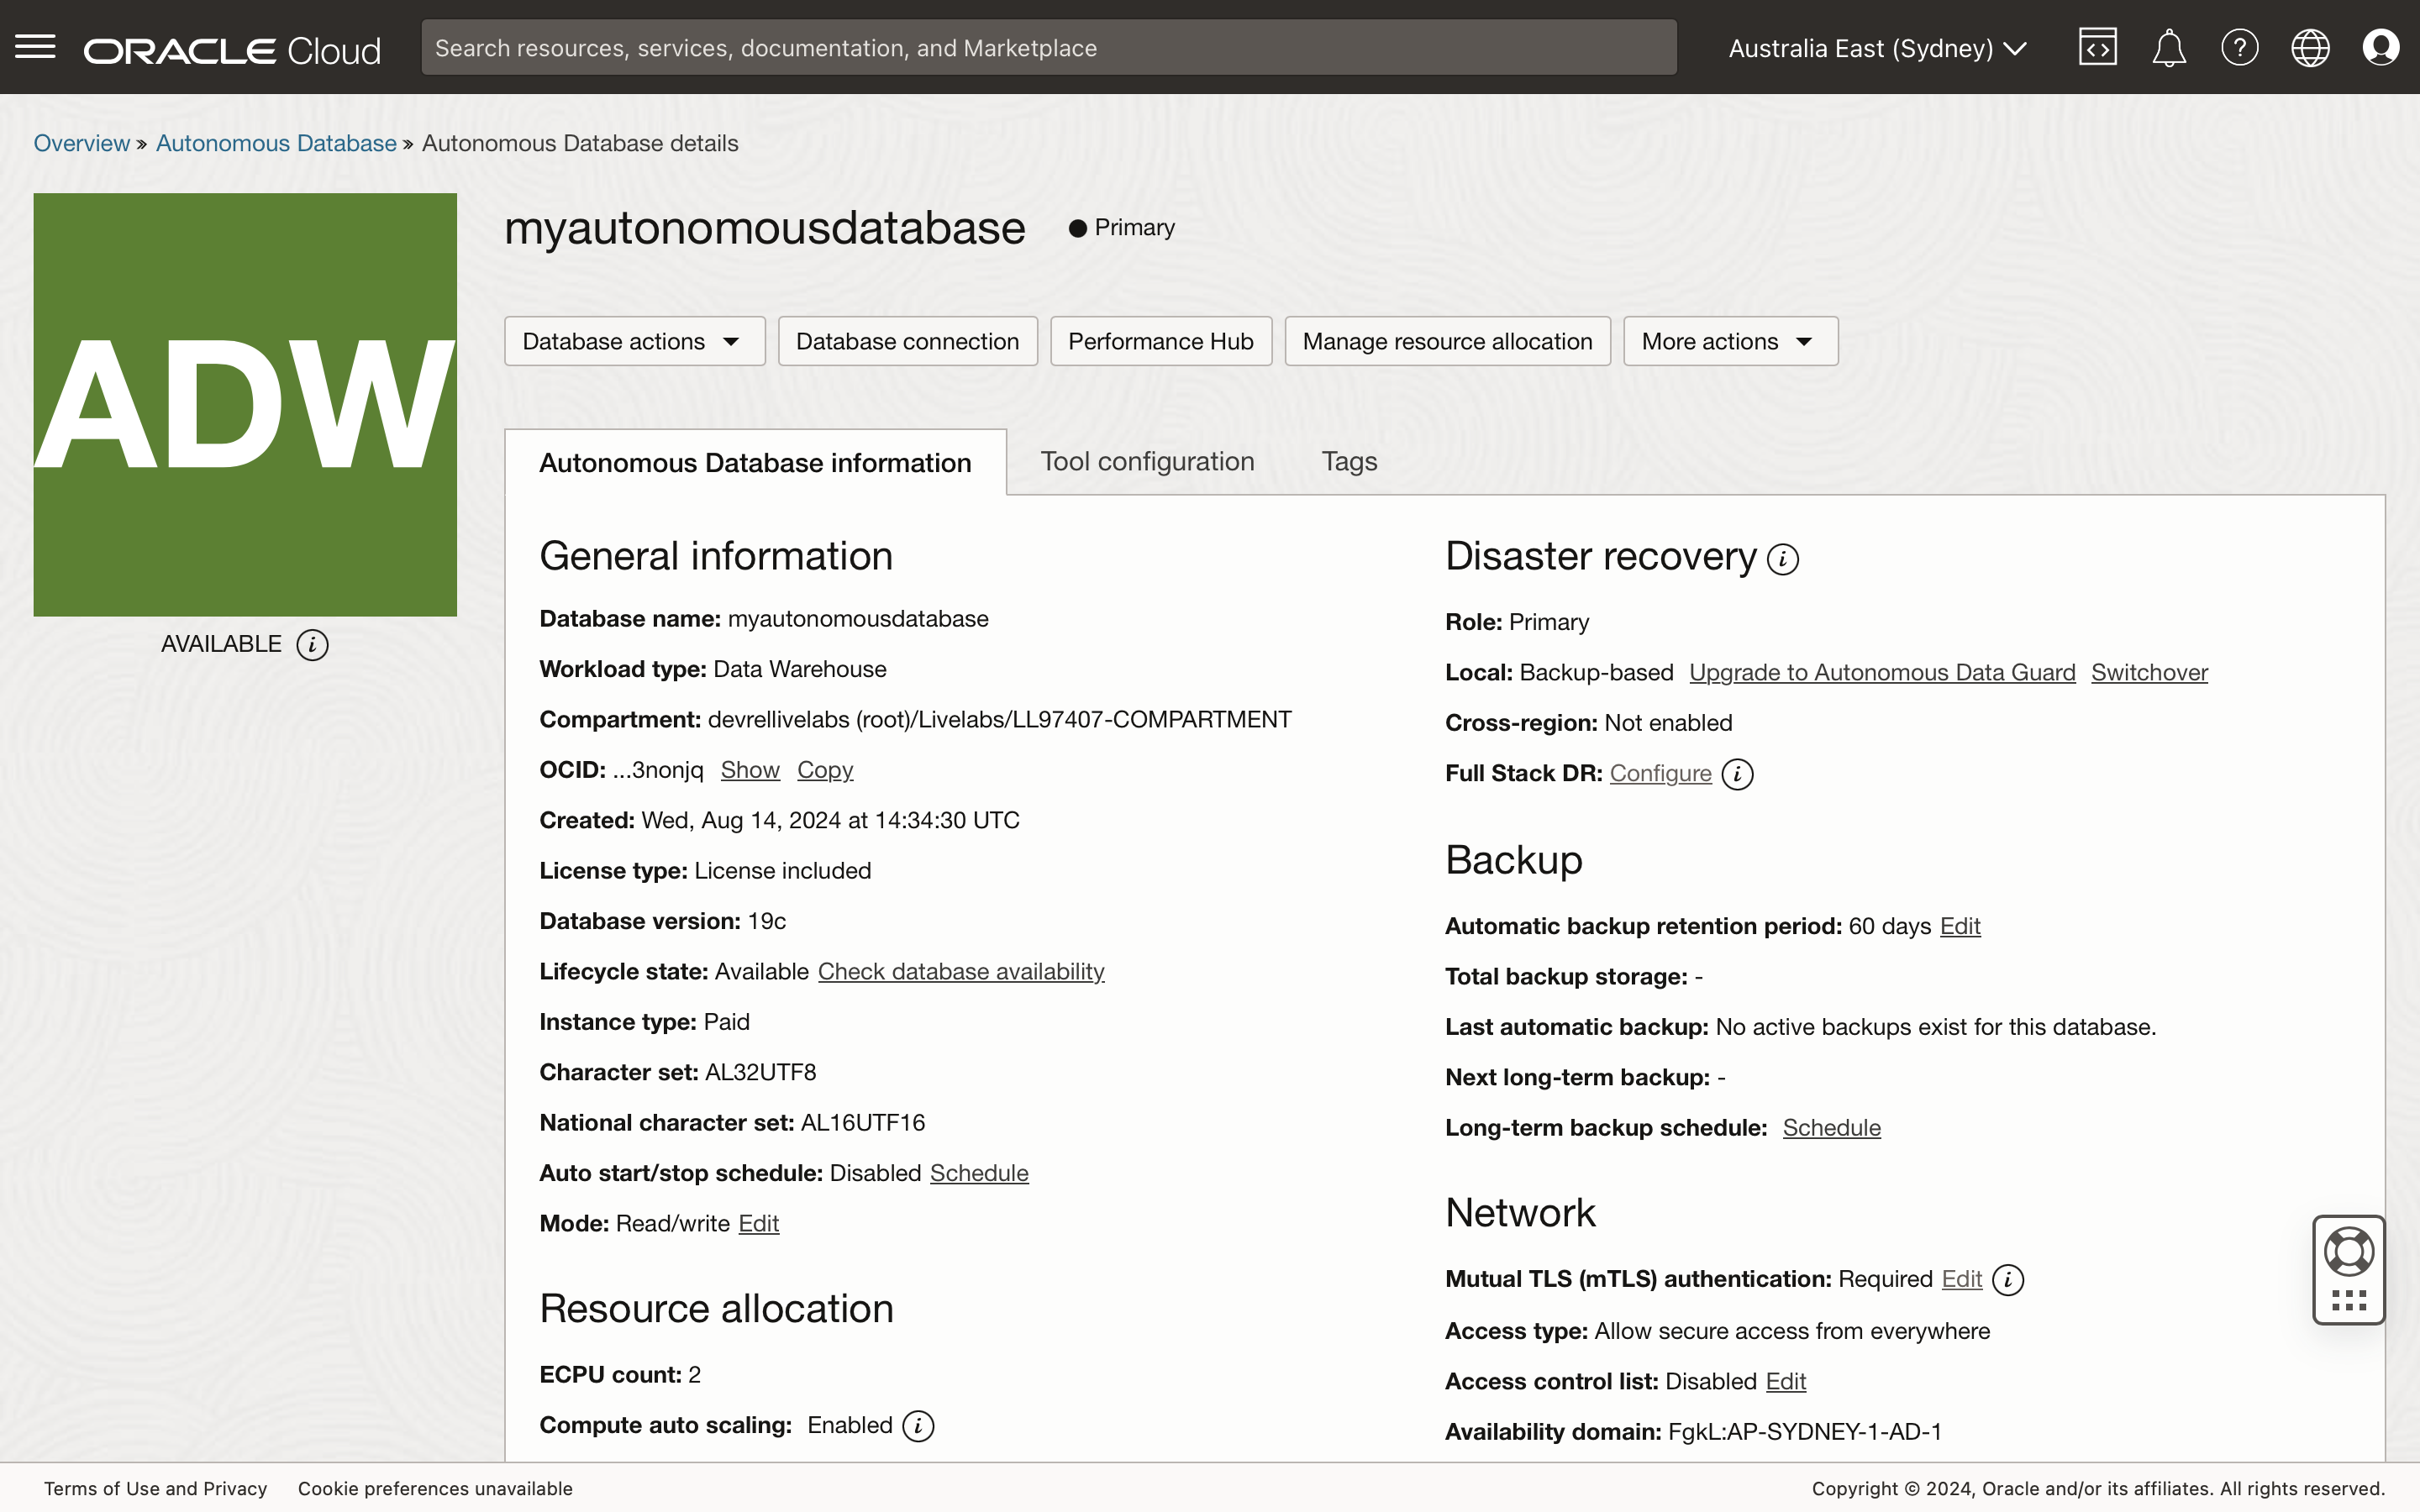 ORACLE Cloud
Search resources, services, documentation, and Marketplace
Australia East (Sydney)
Overview » Autonomous Database » Autonomous Database details
ADW
AVAILABLE
myautonomousdatabase
Primary
Database actions
Database connection
Performance Hub
Manage resource allocation
More actions
Autonomous Database information
Tool configuration
Tags
General information
Database name: myautonomousdatabase
Workload type: Data Warehouse
Compartment: devrellivelabs (root)/Livelabs/LL97407-COMPARTMENT
OCID: ...3nonjq Show Copy
Created: Wed, Aug 14, 2024 at 14:34:30 UTC
License type: License included
Database version: 19c
Lifecycle state: Available Check database availability
Instance type: Paid
Character set: AL32UTF8
National character set: AL16UTF16
Auto start/stop schedule: Disabled Schedule
Mode: Read/write Edit
Resource allocation
ECPU count: 2
Compute auto scaling: Enabled
Disaster recovery
Role: Primary
Local: Backup-based Upgrade to Autonomous Data Guard Switchover
Cross-region: Not enabled
Full Stack DR: Configure
Backup
Automatic backup retention period: 60 days Edit
Total backup storage: -
Last automatic backup: No active backups exist for this database.
Next long-term backup: -
Long-term backup schedule: Schedule
Network
Mutual TLS (mTLS) authentication: Required Edit
Access type: Allow secure access from everywhere
Access control list: Disabled Edit
Availability domain: FgkL:AP-SYDNEY-1-AD-1
Terms of Use and Privacy
Cookie preferences unavailable
Copyright © 2024, Oracle and/or its affiliates. All rights reserved.